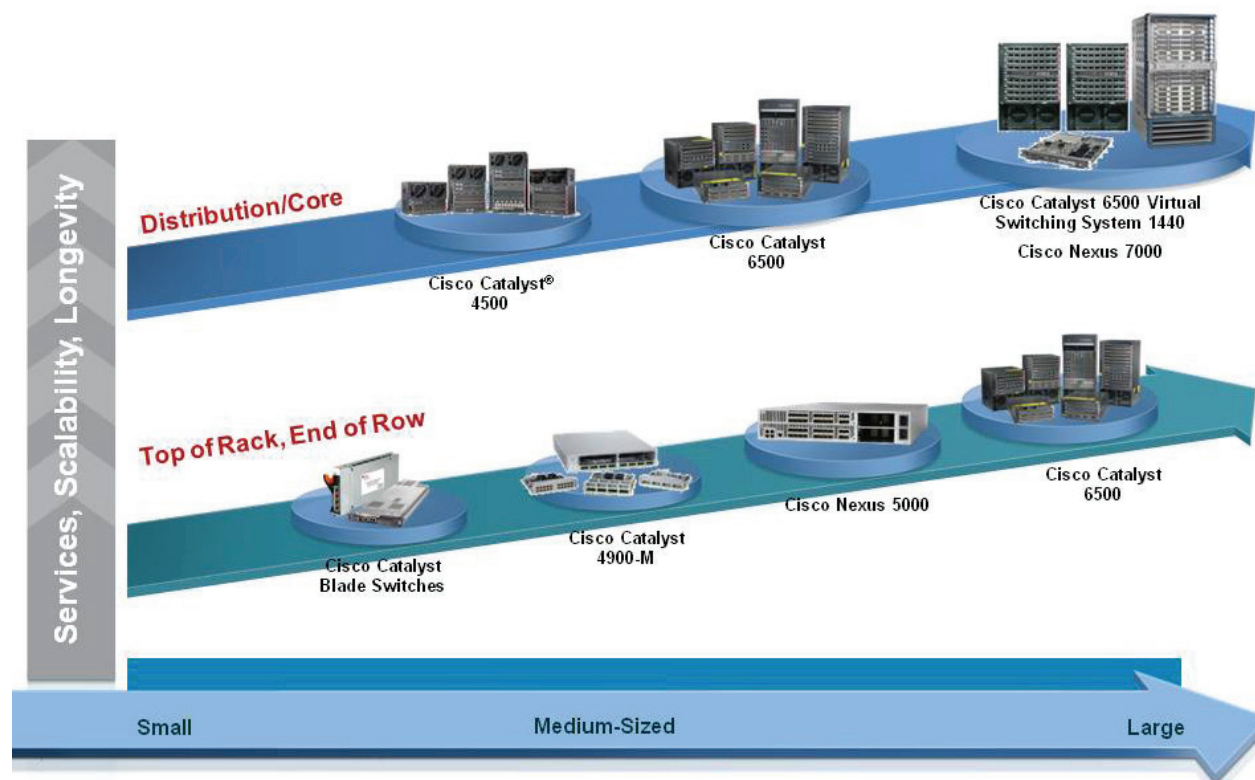 Services, Scalability, Longevity
Distribution/Core
Cisco Catalyst®
4500
Cisco Catalyst
6500
Cisco Catalyst 6500 Virtual
Switching System 1440
Cisco Nexus 7000
Top of Rack, End of Row
Cisco Catalyst
Blade Switches
Cisco Catalyst
4900-M
Cisco Nexus 5000
Cisco Catalyst
6500
Small
Medium-Sized
Large